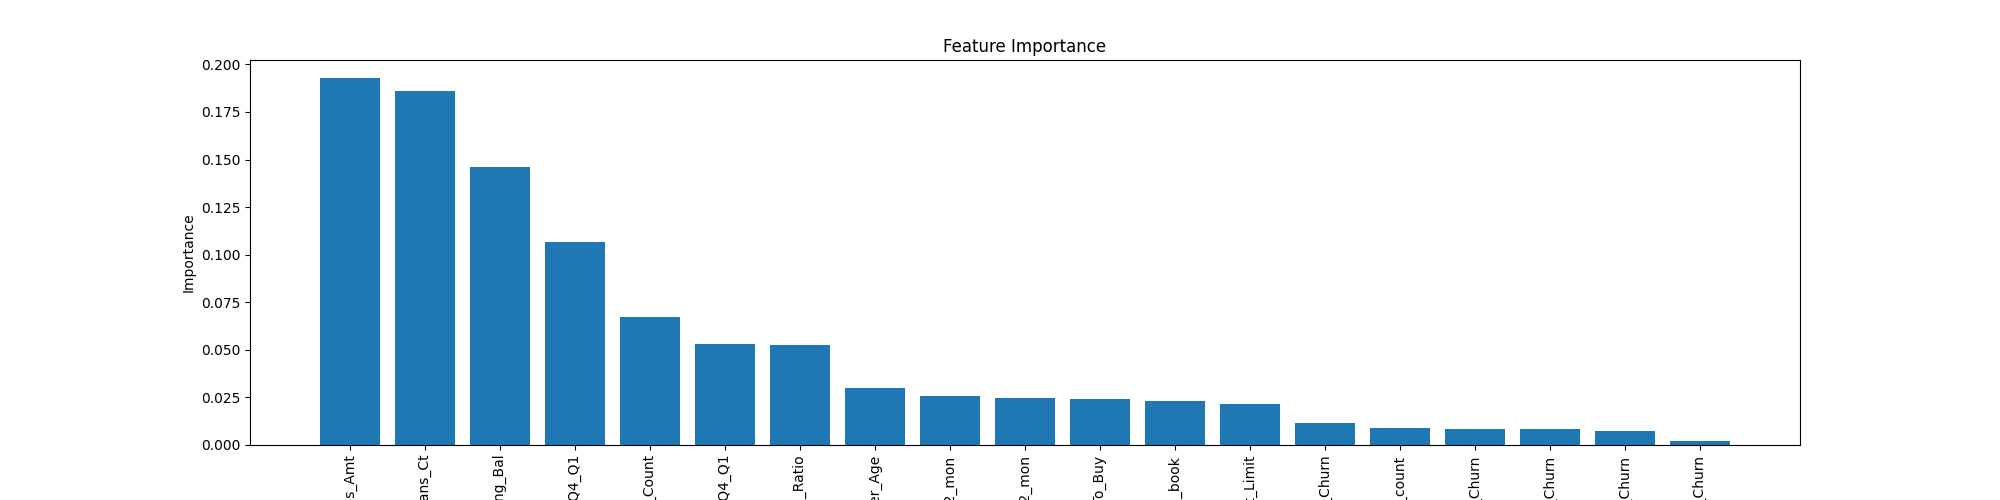 Feature Importance
0.200
0.175
0.150
0.125
0.100
0.075
0.050
0.025
0.000
Importance
s_Amt
ans_Ct
ng_Bal
Q4_Q1
_Count
Q4_Q1
_Ratio
er_Age
2_mon
2_mon
To_Buy
_book
t_Limit
_Churn
_count
_Churn
_Churn
_Churn
_Churn